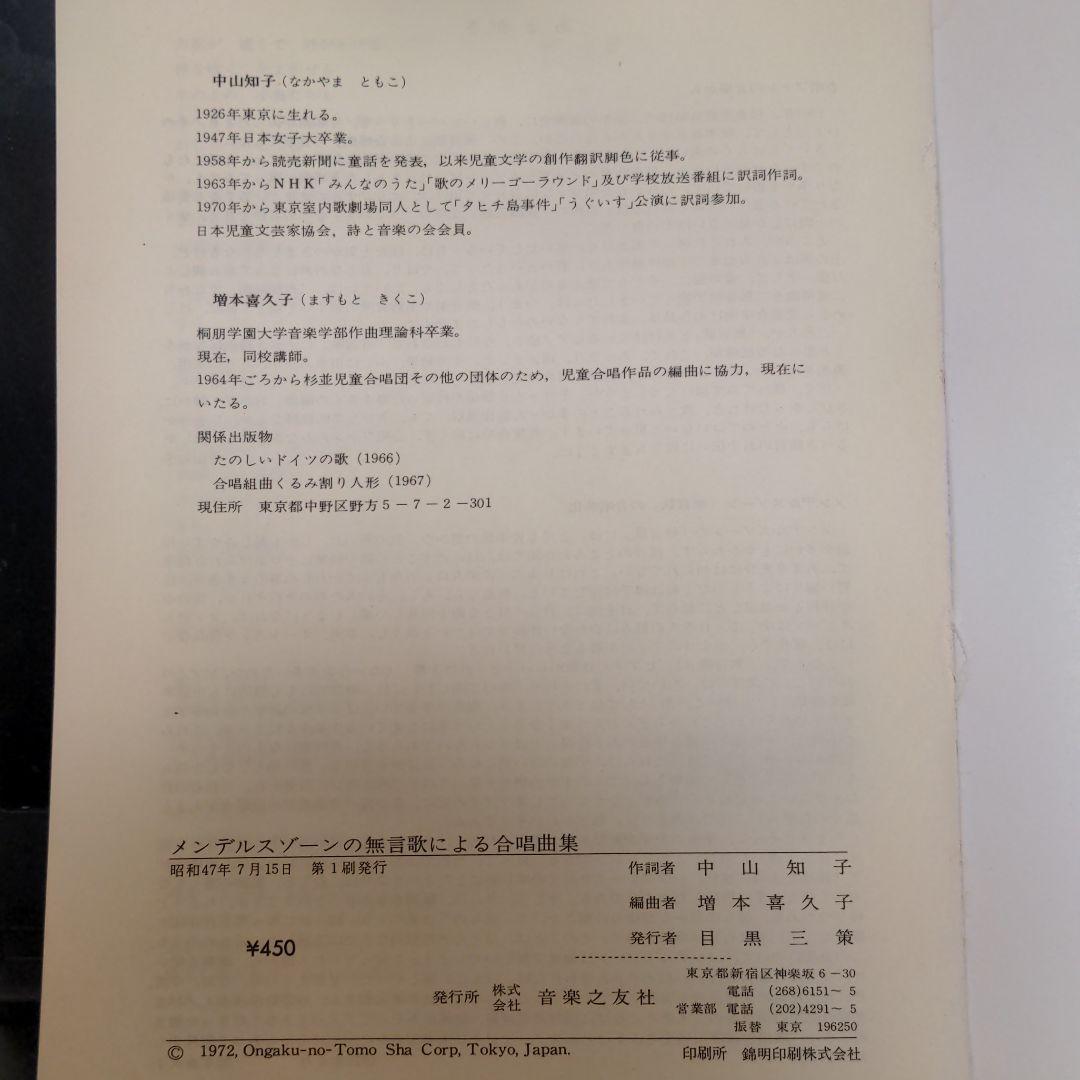 中山知子（なかやま　ともこ）
1926年東京に生れる。
1947年日本女子大卒業。
1958年から読売新聞に童話を発表，以来児童文学の創作翻訳脚色に従事。
1963年からNHK「みんなのうた」「歌のメリーゴーラウンド」及び学校放送番組に訳詞作詞。
1970年から東京室内歌劇場同人として「タヒチ島事件」「うぐいす」公演に訳詞参加。
日本児童文芸家協会，詩と音楽の会会員。
増本喜久子（ますもと　きくこ）
桐朋学園大学音楽学部作曲理論科卒業。
現在，同校講師。
1964年ごろから杉並児童合唱団その他の団体のため，児童合唱作品の編曲に協力，現在に
いたる。
関係出版物
たのしいドイツの歌（1966）
合唱組曲くるみ割り人形（1967）
現住所　東京都中野区野方5－7－2－301
メンデルスゾーンの無言歌による合唱曲集
昭和47年7月15日　第1刷発行
作詞者　中山知子
編曲者　増本喜久子
発行者　目黒三策
¥450
東京都新宿区神楽坂6－30
発行所　株式会社　音楽之友社
電話　(268)6151～5
営業部　電話　(202)4291～5
振替　東京　196250
© 1972, Ongaku-no-Tomo Sha Corp, Tokyo, Japan.
印刷所　錦明印刷株式会社